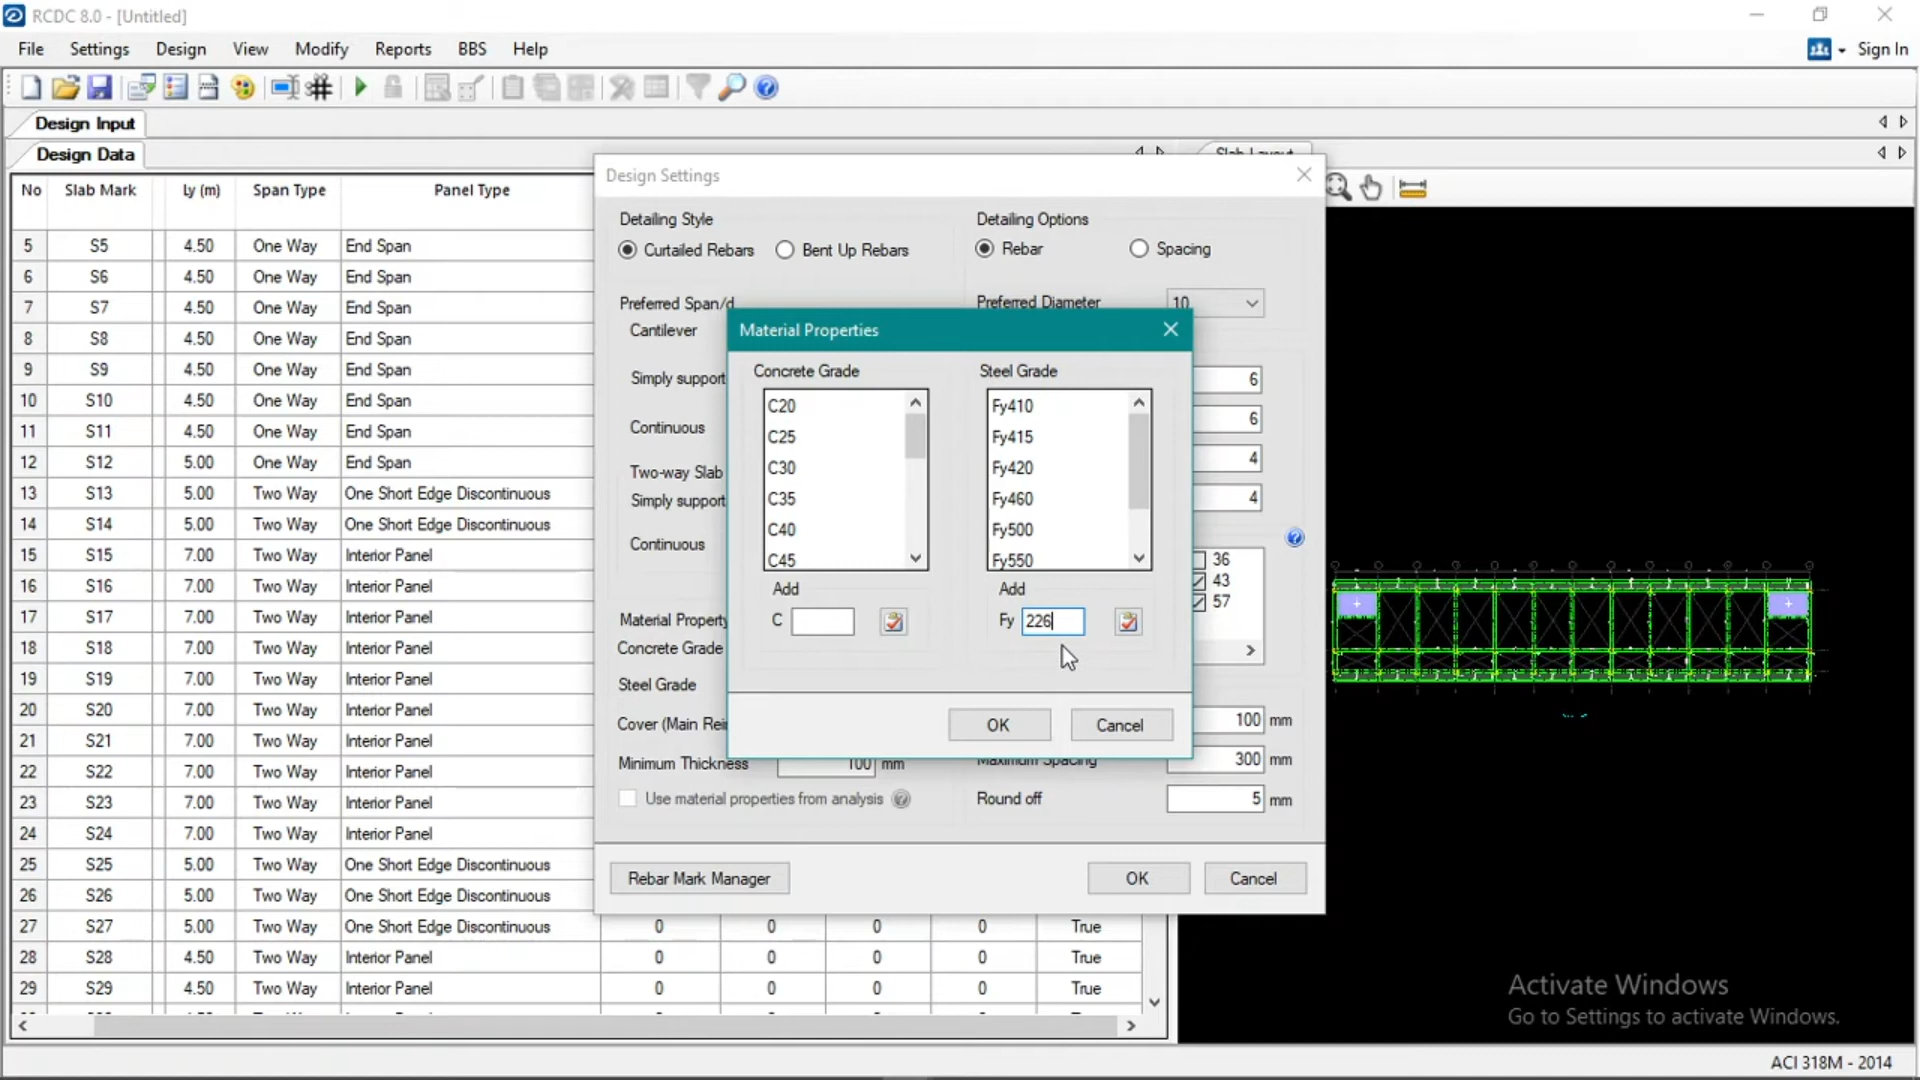 RCDC 8.0 - [Untitled]
File Settings Design View Modify Reports BBS Help Sign In
Design Input
Design Data
No Slab Mark Ly (m) Span Type Panel Type
5 S5 4.50 One Way End Span
6 S6 4.50 One Way End Span
7 S7 4.50 One Way End Span
8 S8 4.50 One Way End Span
9 S9 4.50 One Way End Span
10 S10 4.50 One Way End Span
11 S11 4.50 One Way End Span
12 S12 5.00 One Way End Span
13 S13 5.00 Two Way One Short Edge Discontinuous
14 S14 5.00 Two Way One Short Edge Discontinuous
15 S15 7.00 Two Way Interior Panel
16 S16 7.00 Two Way Interior Panel
17 S17 7.00 Two Way Interior Panel
18 S18 7.00 Two Way Interior Panel
19 S19 7.00 Two Way Interior Panel
20 S20 7.00 Two Way Interior Panel
21 S21 7.00 Two Way Interior Panel
22 S22 7.00 Two Way Interior Panel
23 S23 7.00 Two Way Interior Panel
24 S24 7.00 Two Way Interior Panel
25 S25 5.00 Two Way One Short Edge Discontinuous
26 S26 5.00 Two Way One Short Edge Discontinuous
27 S27 5.00 Two Way One Short Edge Discontinuous 0 0 0 0 True
28 S28 4.50 Two Way Interior Panel 0 0 0 0 True
29 S29 4.50 Two Way Interior Panel 0 0 0 0 True
Slab Layout
Design Settings
Detailing Style
Curtailed Rebars Bent Up Rebars
Detailing Options
Rebar Spacing
Preferred Span/d
Preferred Diameter 10
Cantilever
Simply support 6
Continuous 6
4
Two-way Slab
Simply support 4
Continuous
36
43
57
Material Property
Concrete Grade
Steel Grade
Cover (Main Rei 100 mm
Minimum Thickness 100 mm
Maximum Spacing 300 mm
Use material properties from analysis
Round off 5 mm
Rebar Mark Manager OK Cancel
Material Properties
Concrete Grade Steel Grade
C20 Fy410
C25 Fy415
C30 Fy420
C35 Fy460
C40 Fy500
C45 Fy550
Add Add
C Fy 226
OK Cancel
Activate Windows
Go to Settings to activate Windows.
ACI 318M - 2014